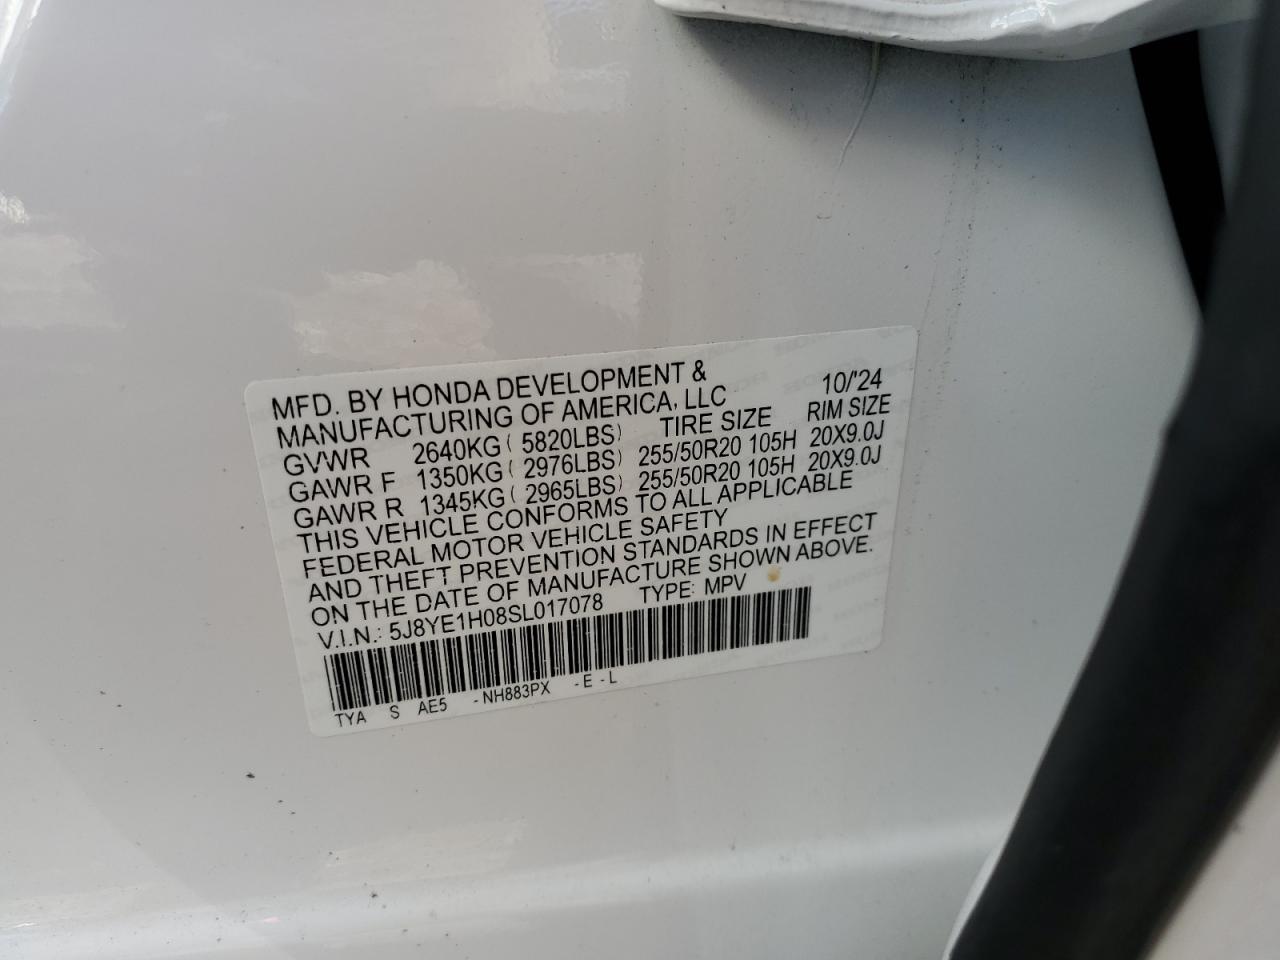 MFD. BY HONDA DEVELOPMENT &
MANUFACTURING OF AMERICA, LLC 10/'24
GVWR 2640KG ( 5820LBS) TIRE SIZE RIM SIZE
GAWR F 1350KG ( 2976LBS) 255/50R20 105H 20X9.0J
GAWR R 1345KG ( 2965LBS) 255/50R20 105H 20X9.0J
THIS VEHICLE CONFORMS TO ALL APPLICABLE
FEDERAL MOTOR VEHICLE SAFETY
AND THEFT PREVENTION STANDARDS IN EFFECT
ON THE DATE OF MANUFACTURE SHOWN ABOVE.
V.I.N.: 5J8YE1H08SL017078 TYPE: MPV
TYA S AE5 -NH883PX -E -L